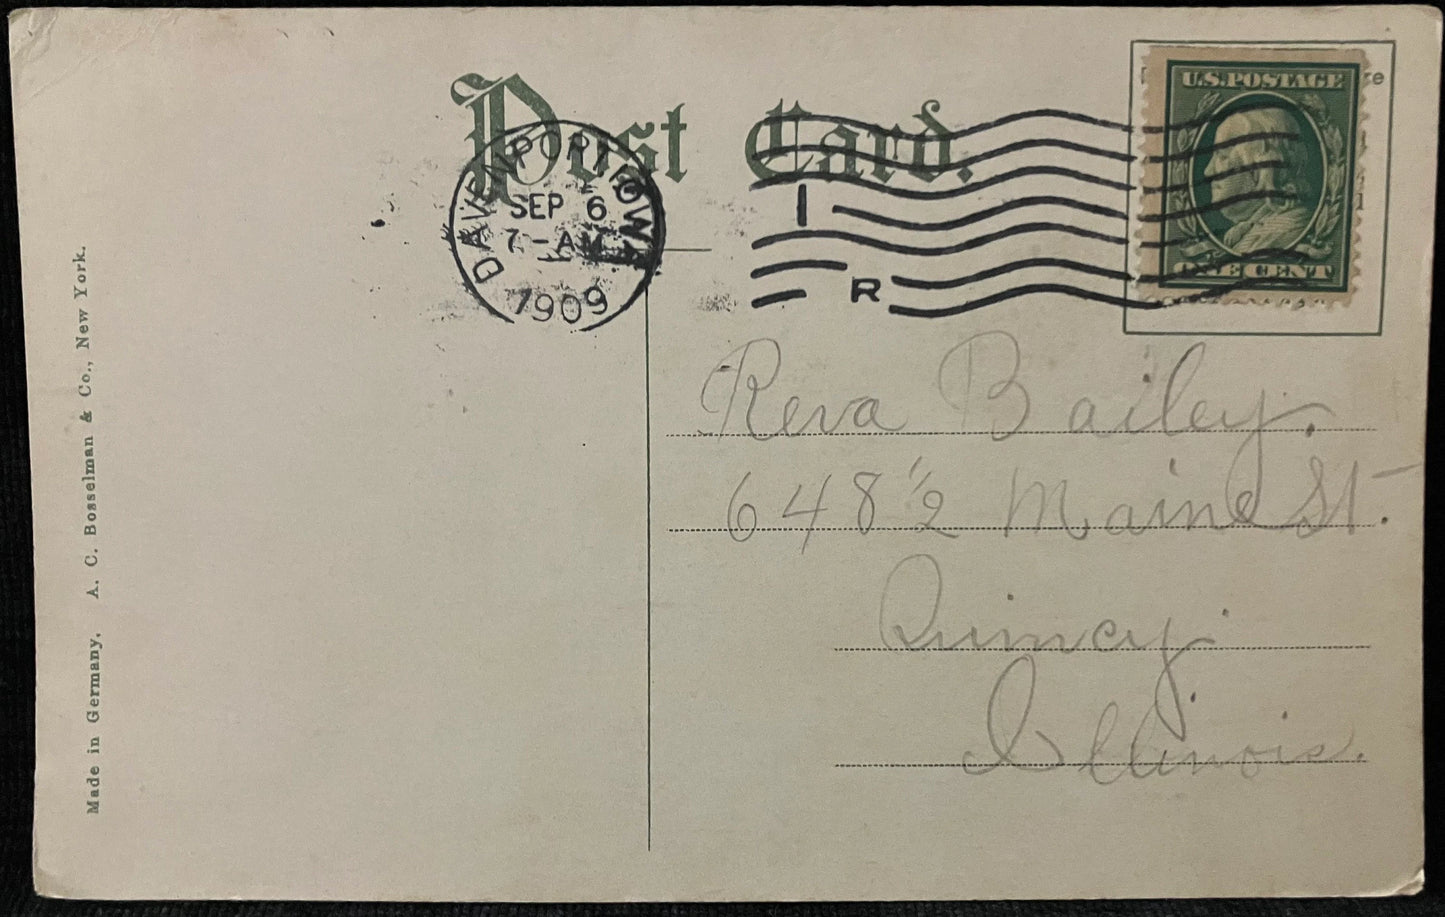 Post Card.
DAVENPORT, IOWA
SEP 6
7-AM
1909
I
R
U.S. POSTAGE
ONE CENT
Reva Bailey.
648 1/2 Maine St.
Quincy.
Illinois.
Made in Germany. A. C. Bosselman & Co., New York.